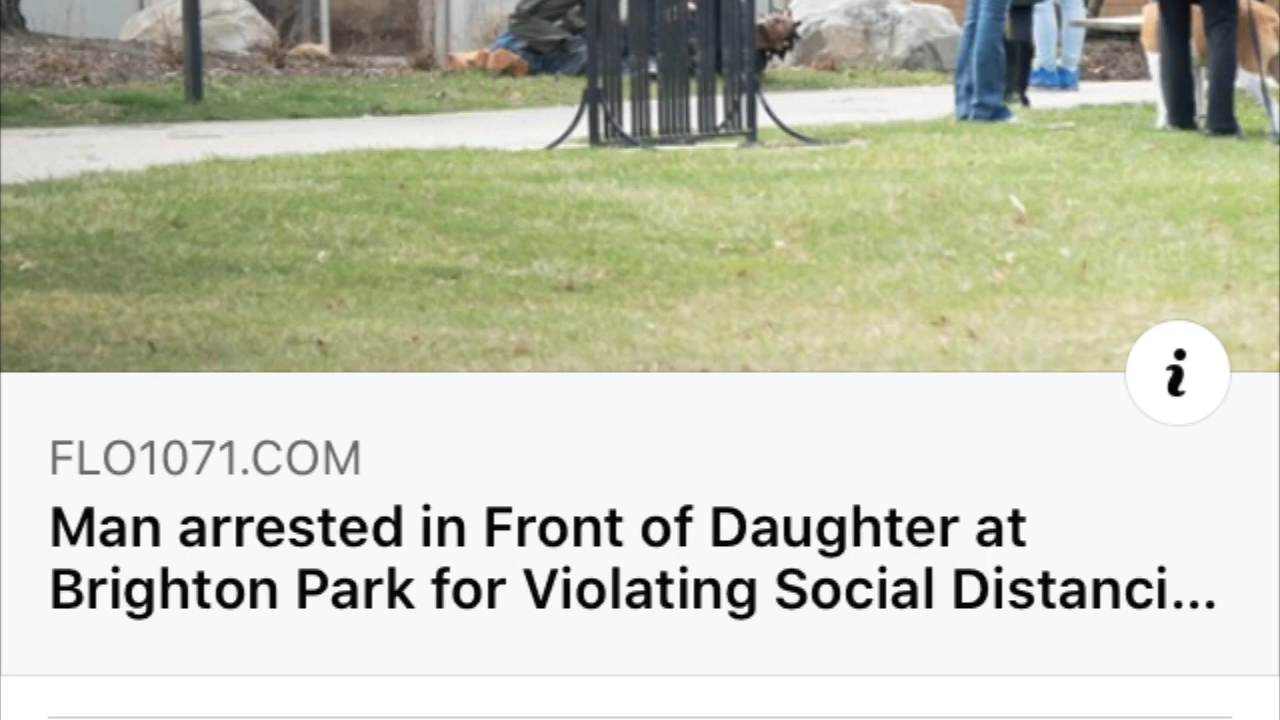 FLO1071.COM
Man arrested in Front of Daughter at
Brighton Park for Violating Social Distanci...